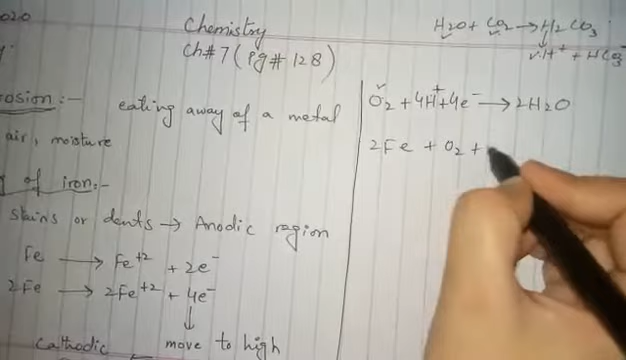 020
Chemistry
Ch#7 (Pg # 128)
osion:- eating away of a metal
air, moisture
of iron:-
stains or dents → Anodic region
Fe → Fe+2 + 2e-
2Fe → 2Fe+2 + 4e-
↓
Cathodic ← move to high
H2O + CO2 → H2CO3
↓
H+ + HCO3-
O2 + 4H+ + 4e- → 2H2O
2Fe + O2 +